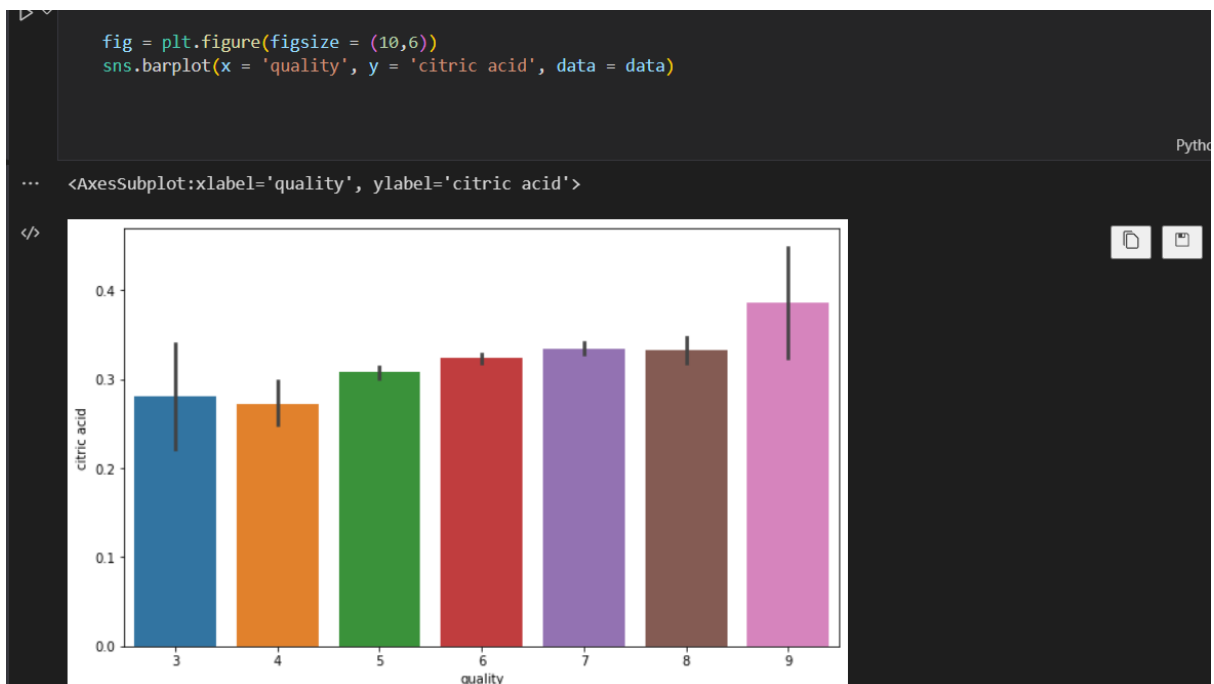 fig = plt.figure(figsize = (10,6))
sns.barplot(x = 'quality', y = 'citric acid', data = data)
Pytho
... <AxesSubplot:xlabel='quality', ylabel='citric acid'>
</>
0.4
0.3
0.2
0.1
0.0
citric acid
3 4 5 6 7 8 9
quality